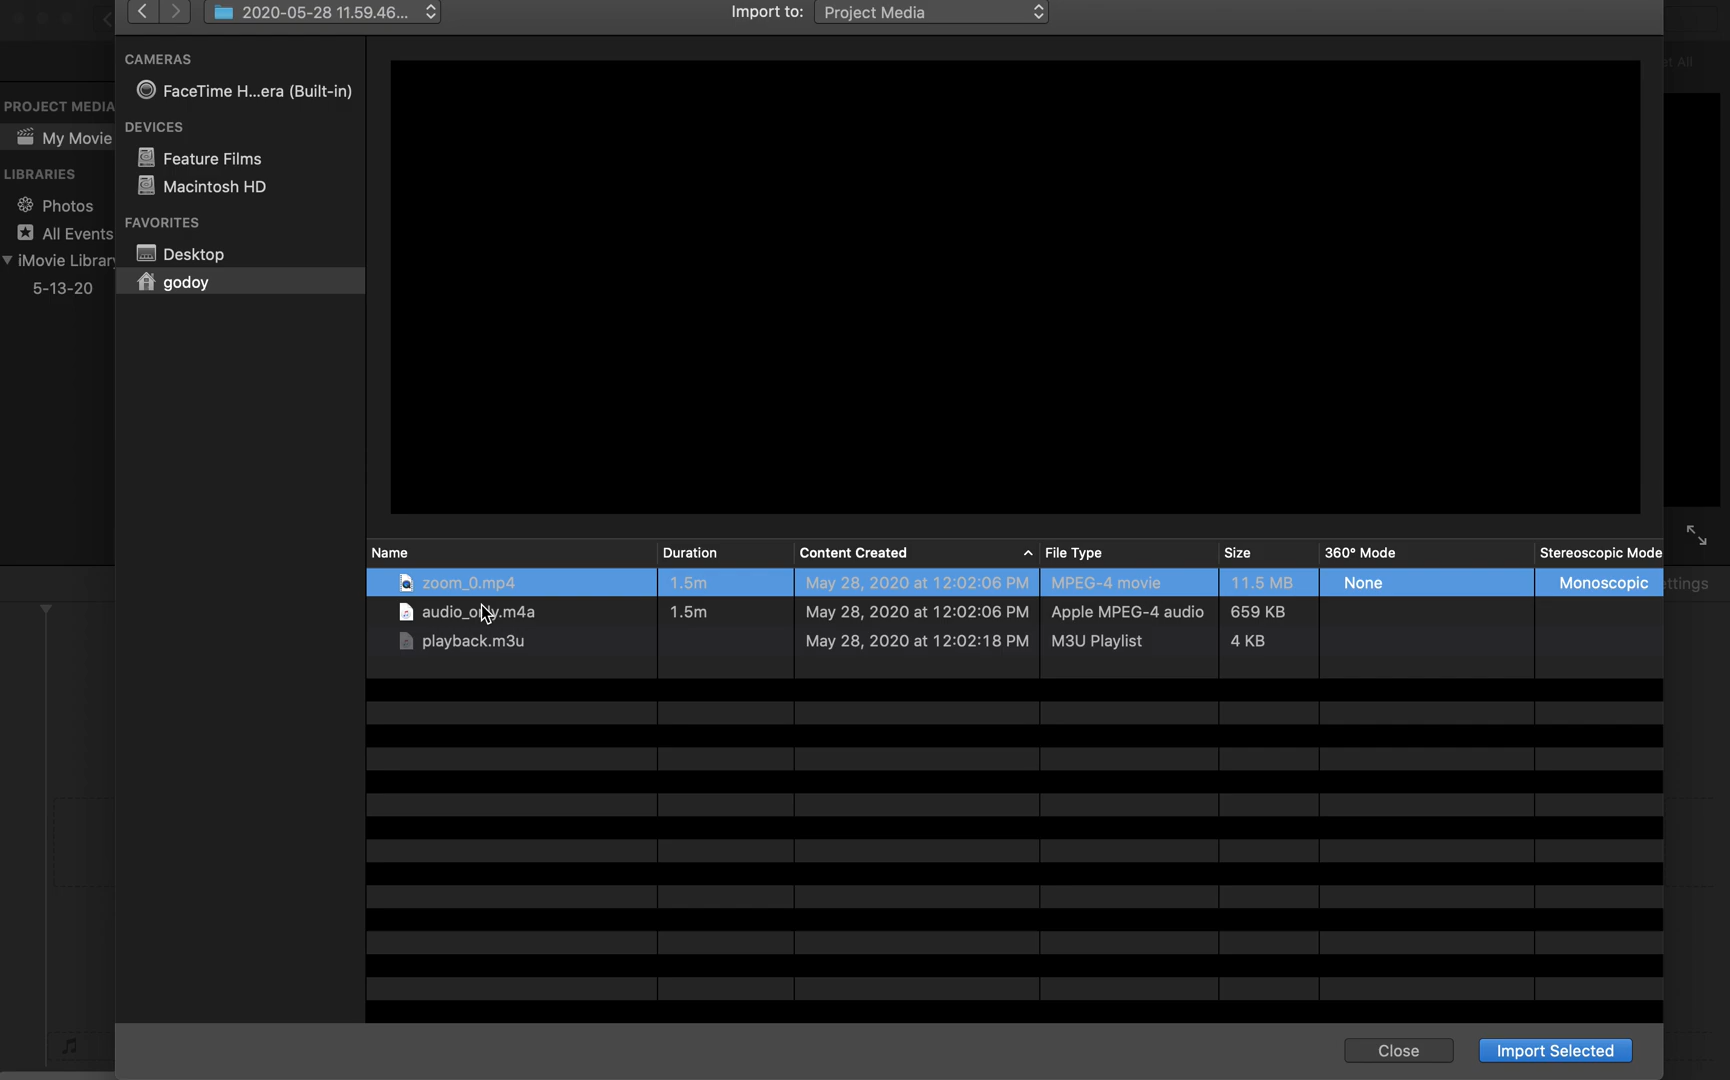 2020-05-28 11.59.46...
Import to: Project Media
CAMERAS
FaceTime H...era (Built-in)
DEVICES
Feature Films
Macintosh HD
FAVORITES
Desktop
godoy
PROJECT MEDIA
My Movie
LIBRARIES
Photos
All Events
iMovie Library
5-13-20
et All
Name Duration Content Created File Type Size 360° Mode Stereoscopic Mode
zoom_0.mp4 1.5m May 28, 2020 at 12:02:06 PM MPEG-4 movie 11.5 MB None Monoscopic
audio_only.m4a 1.5m May 28, 2020 at 12:02:06 PM Apple MPEG-4 audio 659 KB
playback.m3u May 28, 2020 at 12:02:18 PM M3U Playlist 4 KB
ttings
Close Import Selected